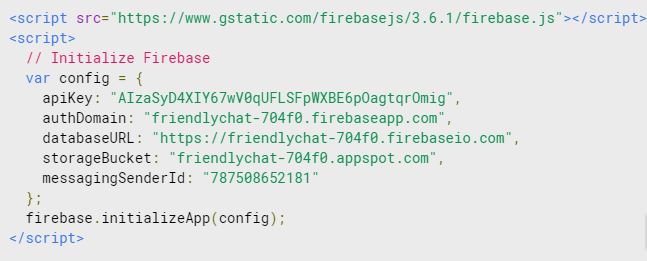 <script src="https://www.gstatic.com/firebasejs/3.6.1/firebase.js"></script>
<script>
// Initialize Firebase
var config = {
apiKey: "AIzaSyD4XIY67wV0qUFLSFpWXBE6pOagtqrOmig",
authDomain: "friendlychat-704f0.firebaseapp.com",
databaseURL: "https://friendlychat-704f0.firebaseio.com",
storageBucket: "friendlychat-704f0.appspot.com",
messagingSenderId: "787508652181"
};
firebase.initializeApp(config);
</script>